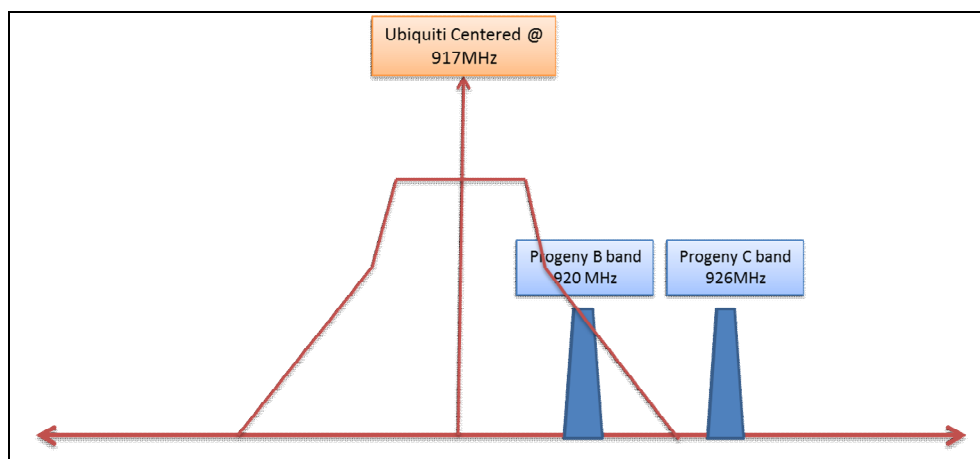 Ubiquiti Centered @
917MHz
Progeny B band
920 MHz
Progeny C band
926MHz